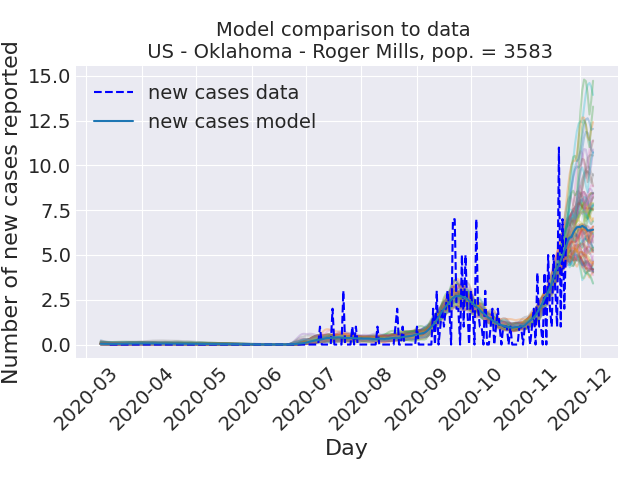 Model comparison to data
US - Oklahoma - Roger Mills, pop. = 3583
Number of new cases reported
15.0
12.5
10.0
7.5
5.0
2.5
0.0
new cases data
new cases model
2020-03
2020-04
2020-05
2020-06
2020-07
2020-08
2020-09
2020-10
2020-11
2020-12
Day